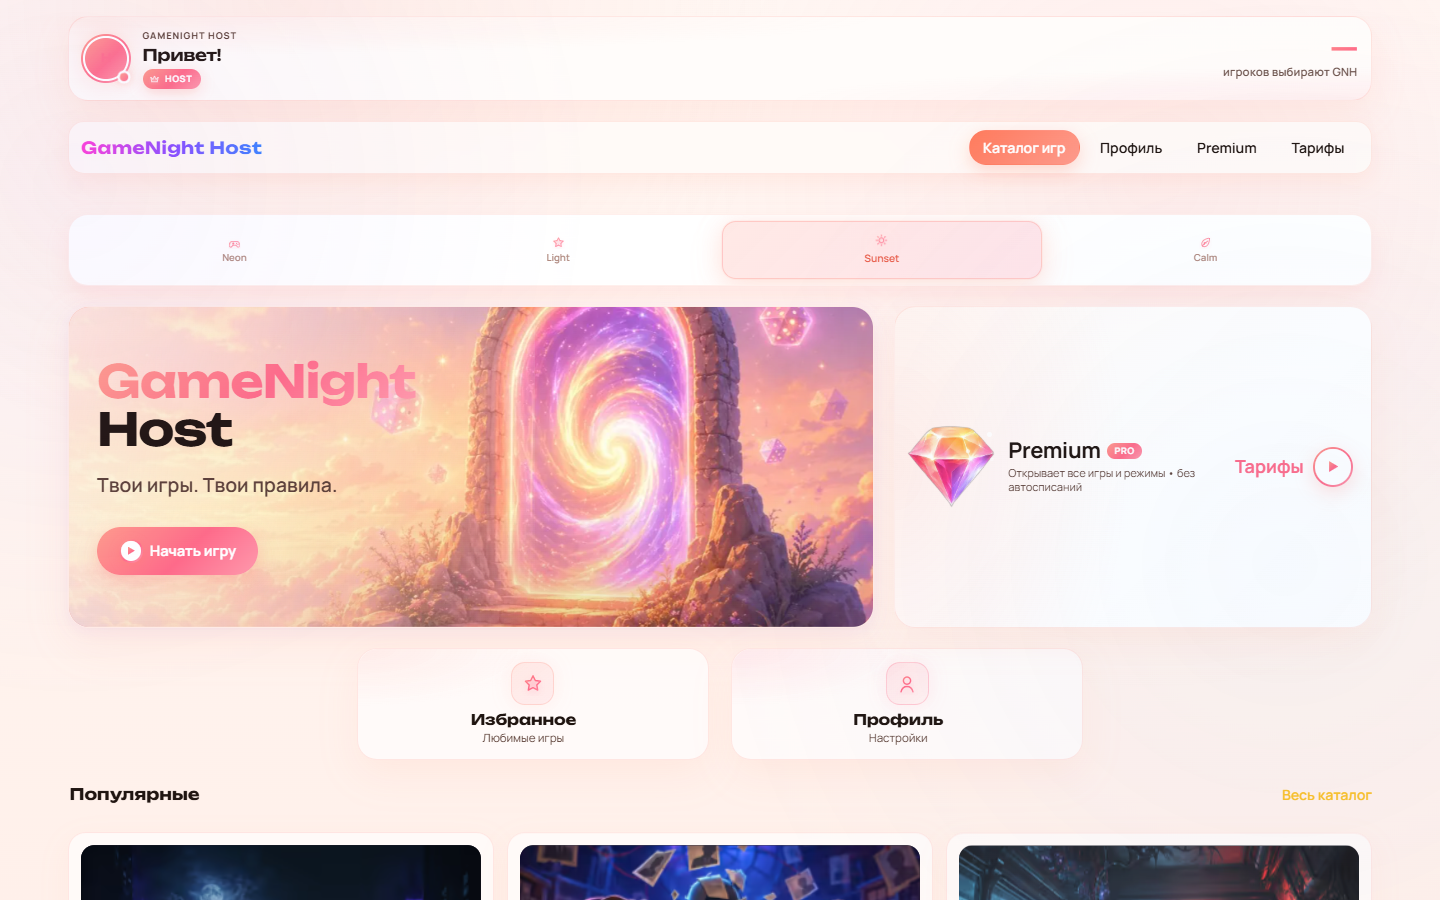 GAMENIGHT HOST
Привет!
HOST
—
игроков выбирают GNH
GameNight Host
Каталог игр
Профиль
Premium
Тарифы
Neon
Light
Sunset
Calm
GameNight
Host
Твои игры. Твои правила.
Начать игру
Premium PRO
Открывает все игры и режимы • без
автосписаний
Тарифы
Избранное
Любимые игры
Профиль
Настройки
Популярные
Весь каталог